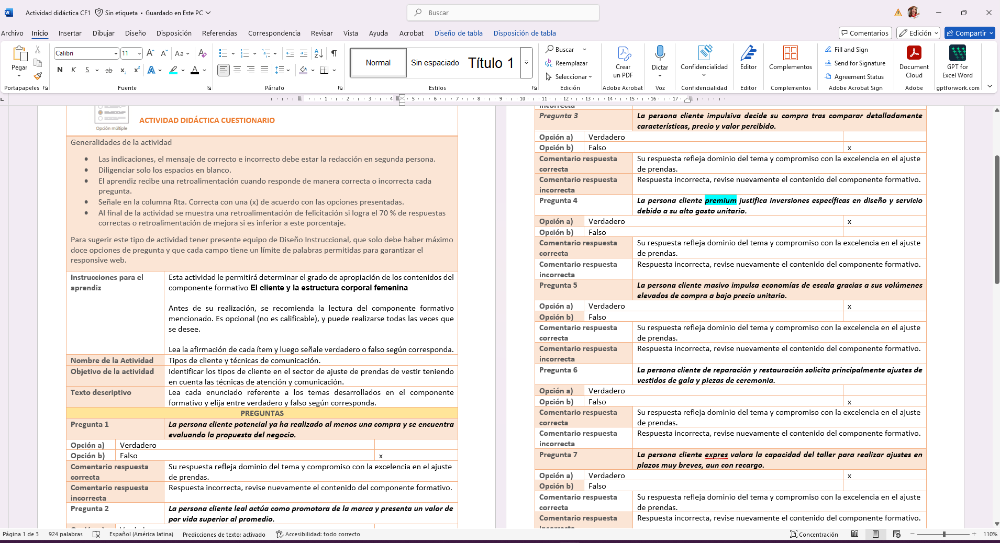 Actividad didáctica CF1 Sin etiqueta • Guardado en Este PC
Buscar
Archivo Inicio Insertar Dibujar Diseño Disposición Referencias Correspondencia Revisar Vista Ayuda Acrobat Diseño de tabla Disposición de tabla
Comentarios Edición Compartir
Pegar
Portapapeles
Calibri 11
Aa
N K S ab x₂ x² A A
Fuente
Párrafo
Normal
Sin espaciado
Título 1
Estilos
Buscar
Reemplazar
Seleccionar
Edición
Crear
un PDF
Adobe Acrobat
Dictar
Voz
Confidencialidad
Confidencialidad
Editor
Editor
Complementos
Complementos
Fill and Sign
Send for Signature
Agreement Status
Adobe Acrobat Sign
Document
Cloud
Adobe
GPT for
Excel Word
gptforwork.com
1 2 3 4 5 6 7 8 9 10 11 12 13 14 15 16 17
Opción múltiple
ACTIVIDAD DIDÁCTICA CUESTIONARIO
Generalidades de la actividad
• Las indicaciones, el mensaje de correcto e incorrecto debe estar la redacción en segunda persona.
• Diligenciar solo los espacios en blanco.
• El aprendiz recibe una retroalimentación cuando responde de manera correcta o incorrecta cada
pregunta.
• Señale en la columna Rta. Correcta con una (x) de acuerdo con las opciones presentadas.
• Al final de la actividad se muestra una retroalimentación de felicitación si logra el 70 % de respuestas
correctas o retroalimentación de mejora si es inferior a este porcentaje.
Para sugerir este tipo de actividad tener presente equipo de Diseño Instruccional, que solo debe haber máximo
doce opciones de pregunta y que cada campo tiene un límite de palabras permitidas para garantizar el
responsive web.
Instrucciones para el
aprendiz
Esta actividad le permitirá determinar el grado de apropiación de los contenidos del
componente formativo El cliente y la estructura corporal femenina
Antes de su realización, se recomienda la lectura del componente formativo
mencionado. Es opcional (no es calificable), y puede realizarse todas las veces que
se desee.
Lea la afirmación de cada ítem y luego señale verdadero o falso según corresponda.
Nombre de la Actividad Tipos de cliente y técnicas de comunicación.
Objetivo de la actividad Identificar los tipos de cliente en el sector de ajuste de prendas de vestir teniendo
en cuenta las técnicas de atención y comunicación.
Texto descriptivo Lea cada enunciado referente a los temas desarrollados en el componente
formativo y elija entre verdadero y falso según corresponda.
PREGUNTAS
Pregunta 1 La persona cliente potencial ya ha realizado al menos una compra y se encuentra
evaluando la propuesta del negocio.
Opción a) Verdadero
Opción b) Falso x
Comentario respuesta
correcta
Su respuesta refleja dominio del tema y compromiso con la excelencia en el ajuste
de prendas.
Comentario respuesta
incorrecta
Respuesta incorrecta, revise nuevamente el contenido del componente formativo.
Pregunta 2 La persona cliente leal actúa como promotora de la marca y presenta un valor de
por vida superior al promedio.
incorrecta
Pregunta 3 La persona cliente impulsiva decide su compra tras comparar detalladamente
características, precio y valor percibido.
Opción a) Verdadero
Opción b) Falso x
Comentario respuesta
correcta
Su respuesta refleja dominio del tema y compromiso con la excelencia en el ajuste
de prendas.
Comentario respuesta
incorrecta
Respuesta incorrecta, revise nuevamente el contenido del componente formativo.
Pregunta 4 La persona cliente premium justifica inversiones específicas en diseño y servicio
debido a su alto gasto unitario.
Opción a) Verdadero x
Opción b) Falso
Comentario respuesta
correcta
Su respuesta refleja dominio del tema y compromiso con la excelencia en el ajuste
de prendas.
Comentario respuesta
incorrecta
Respuesta incorrecta, revise nuevamente el contenido del componente formativo.
Pregunta 5 La persona cliente masivo impulsa economías de escala gracias a sus volúmenes
elevados de compra a bajo precio unitario.
Opción a) Verdadero x
Opción b) Falso
Comentario respuesta
correcta
Su respuesta refleja dominio del tema y compromiso con la excelencia en el ajuste
de prendas.
Comentario respuesta
incorrecta
Respuesta incorrecta, revise nuevamente el contenido del componente formativo.
Pregunta 6 La persona cliente de reparación y restauración solicita principalmente ajustes de
vestidos de gala y piezas de ceremonia.
Opción a) Verdadero
Opción b) Falso x
Comentario respuesta
correcta
Su respuesta refleja dominio del tema y compromiso con la excelencia en el ajuste
de prendas.
Comentario respuesta
incorrecta
Respuesta incorrecta, revise nuevamente el contenido del componente formativo.
Pregunta 7 La persona cliente expres valora la capacidad del taller para realizar ajustes en
plazos muy breves, aun con recargo.
Opción a) Verdadero x
Opción b) Falso
Comentario respuesta
correcta
Su respuesta refleja dominio del tema y compromiso con la excelencia en el ajuste
de prendas.
Comentario respuesta
Respuesta incorrecta, revise nuevamente el contenido del componente formativo.
Página 1 de 3 924 palabras Español (América latina) Predicciones de texto: activado Accesibilidad: todo correcto
Concentración 110%